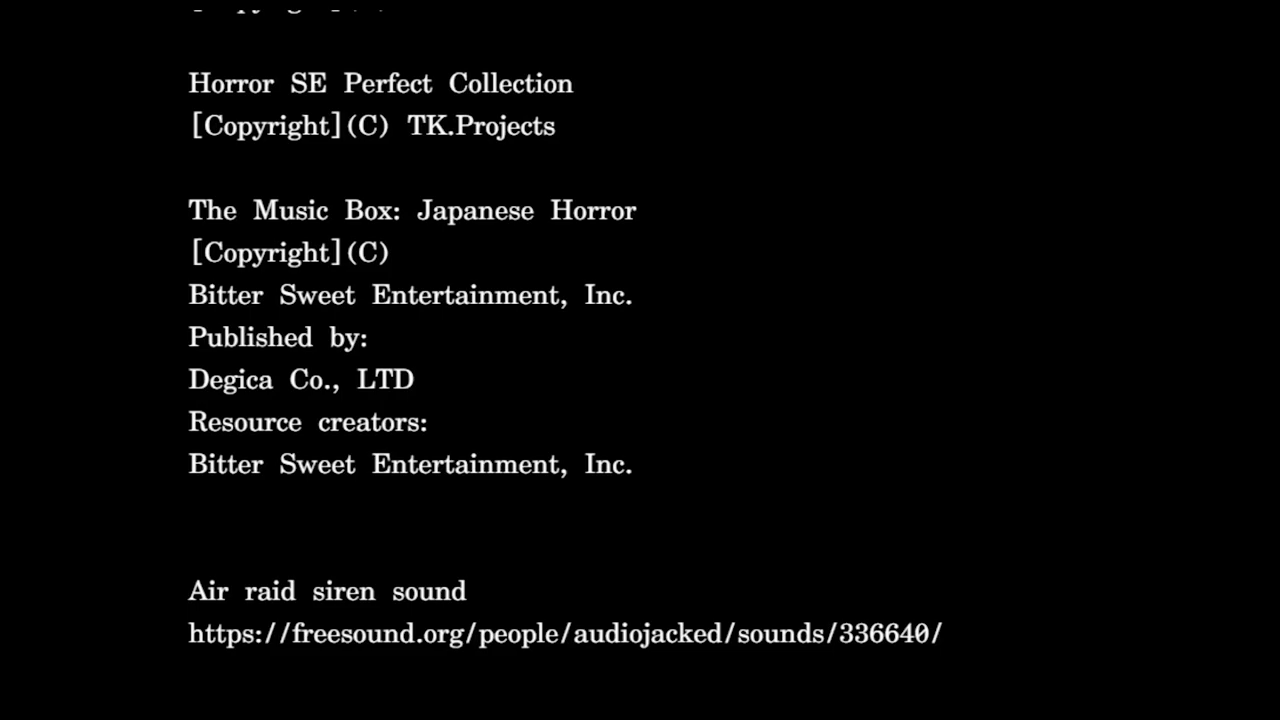 Horror SE Perfect Collection
[Copyright](C) TK.Projects
The Music Box: Japanese Horror
[Copyright](C)
Bitter Sweet Entertainment, Inc.
Published by:
Degica Co., LTD
Resource creators:
Bitter Sweet Entertainment, Inc.
Air raid siren sound
https://freesound.org/people/audiojacked/sounds/336640/